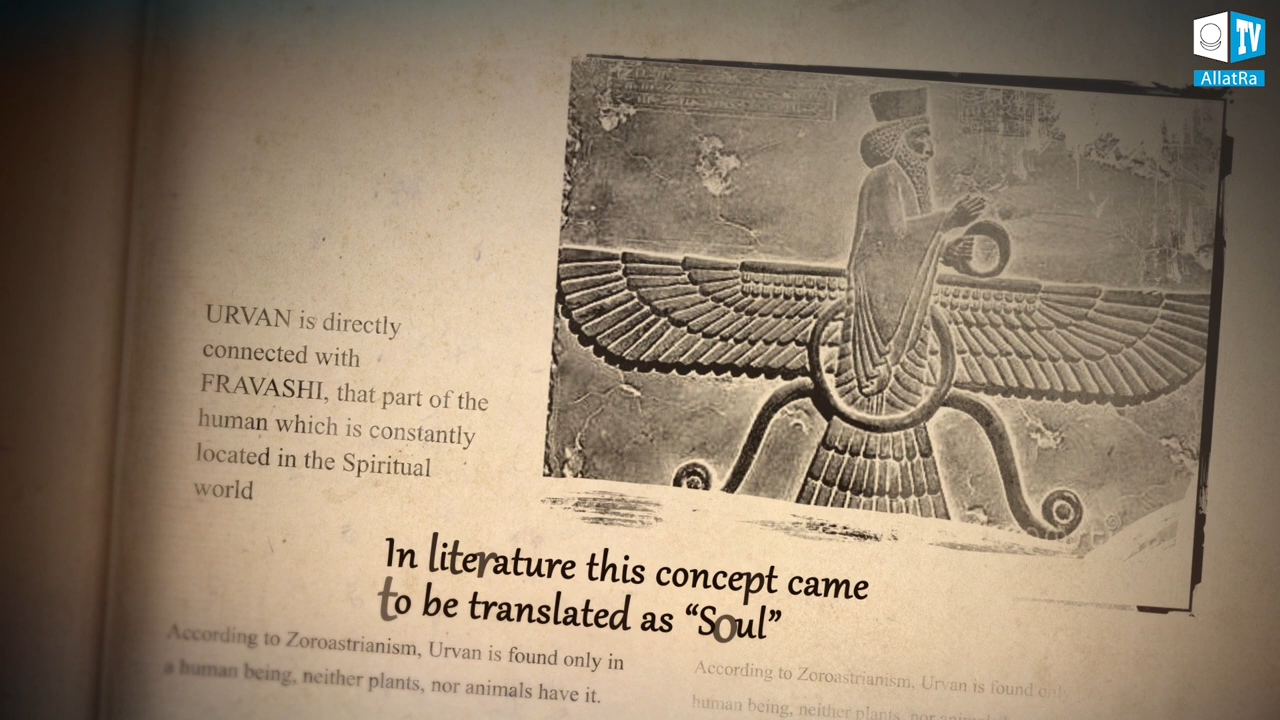 TV
AllatRa
URVAN is directly
connected with
FRAVASHI, that part of the
human which is constantly
located in the Spiritual
world
In literature this concept came
to be translated as “Soul”
According to Zoroastrianism, Urvan is found only in
a human being, neither plants, nor animals have it.
According to Zoroastrianism, Urvan is found only
human being, neither plants, nor